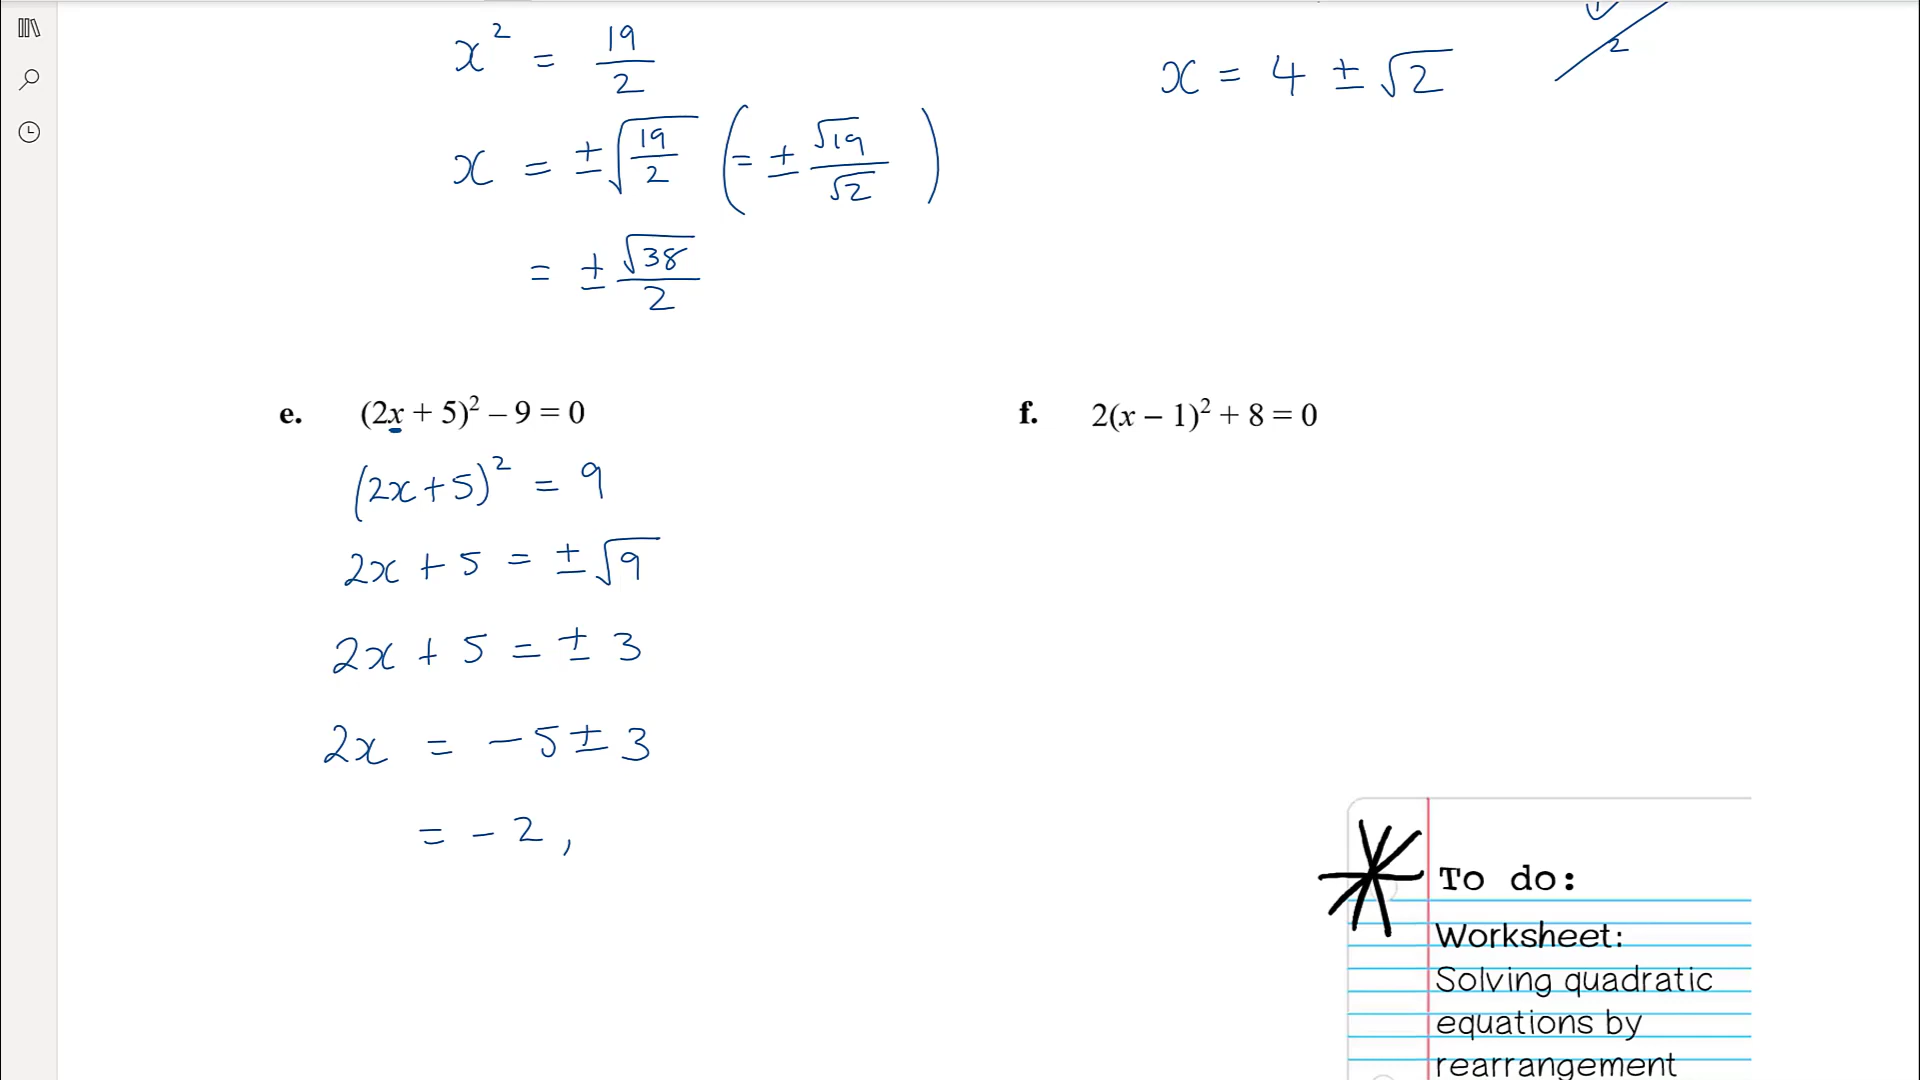 x² = 19/2
x = 4 ± √2
2
x = ± √(19/2) (= ± √19/√2)
= ± √38/2
e. (2x + 5)² – 9 = 0
(2x+5)² = 9
2x + 5 = ± √9
2x + 5 = ± 3
2x = − 5 ± 3
= − 2 ,
f. 2(x − 1)² + 8 = 0
To do:
Worksheet:
Solving quadratic
equations by
rearrangement